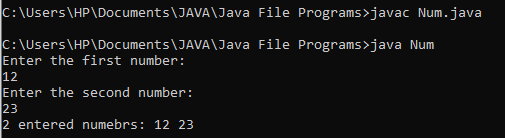 C:\Users\HP\Documents\JAVA\Java File Programs>javac Num.java
C:\Users\HP\Documents\JAVA\Java File Programs>java Num
Enter the first number:
12
Enter the second number:
23
2 entered numebrs: 12 23